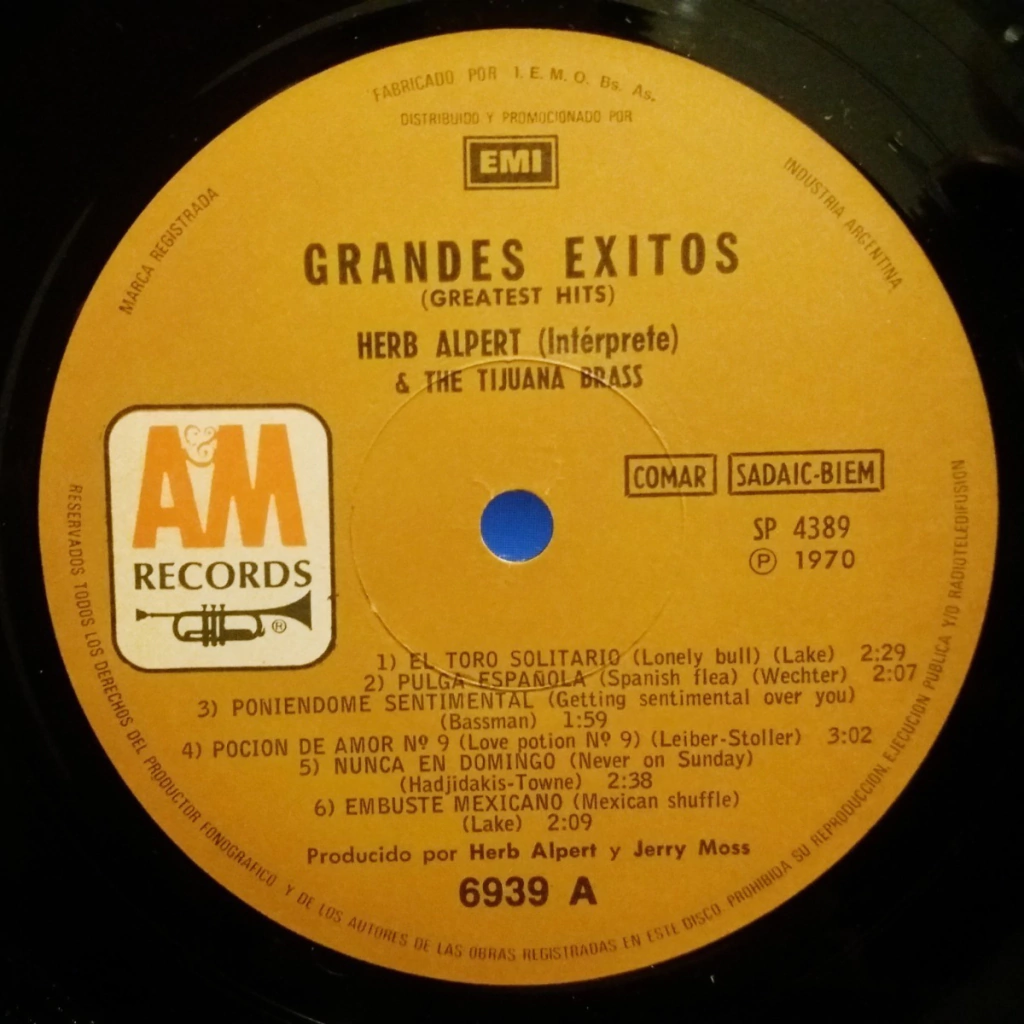 FABRICADO POR I. E. M. O. Bs. As.
DISTRIBUIDO Y PROMOCIONADO POR
EMI
MARCA REGISTRADA
INDUSTRIA ARGENTINA
GRANDES EXITOS
(GREATEST HITS)
HERB ALPERT (Intérprete)
& THE TIJUANA BRASS
A&M
RECORDS
®
COMAR SADAIC-BIEM
SP 4389
Ⓟ 1970
1) EL TORO SOLITARIO (Lonely bull) (Lake) 2:29
2) PULGA ESPAÑOLA (Spanish flea) (Wechter) 2:07
3) PONIENDOME SENTIMENTAL (Getting sentimental over you)
(Bassman) 1:59
4) POCION DE AMOR Nº 9 (Love potion Nº 9) (Leiber-Stoller) 3:02
5) NUNCA EN DOMINGO (Never on Sunday)
(Hadjidakis-Towne) 2:38
6) EMBUSTE MEXICANO (Mexican shuffle)
(Lake) 2:09
Producido por Herb Alpert y Jerry Moss
6939 A
RESERVADOS TODOS LOS DERECHOS DEL PRODUCTOR FONOGRAFICO Y DE LOS AUTORES DE LAS OBRAS REGISTRADAS EN ESTE DISCO. PROHIBIDA SU REPRODUCCION, EJECUCION PUBLICA Y/O RADIOTELEDIFUSION